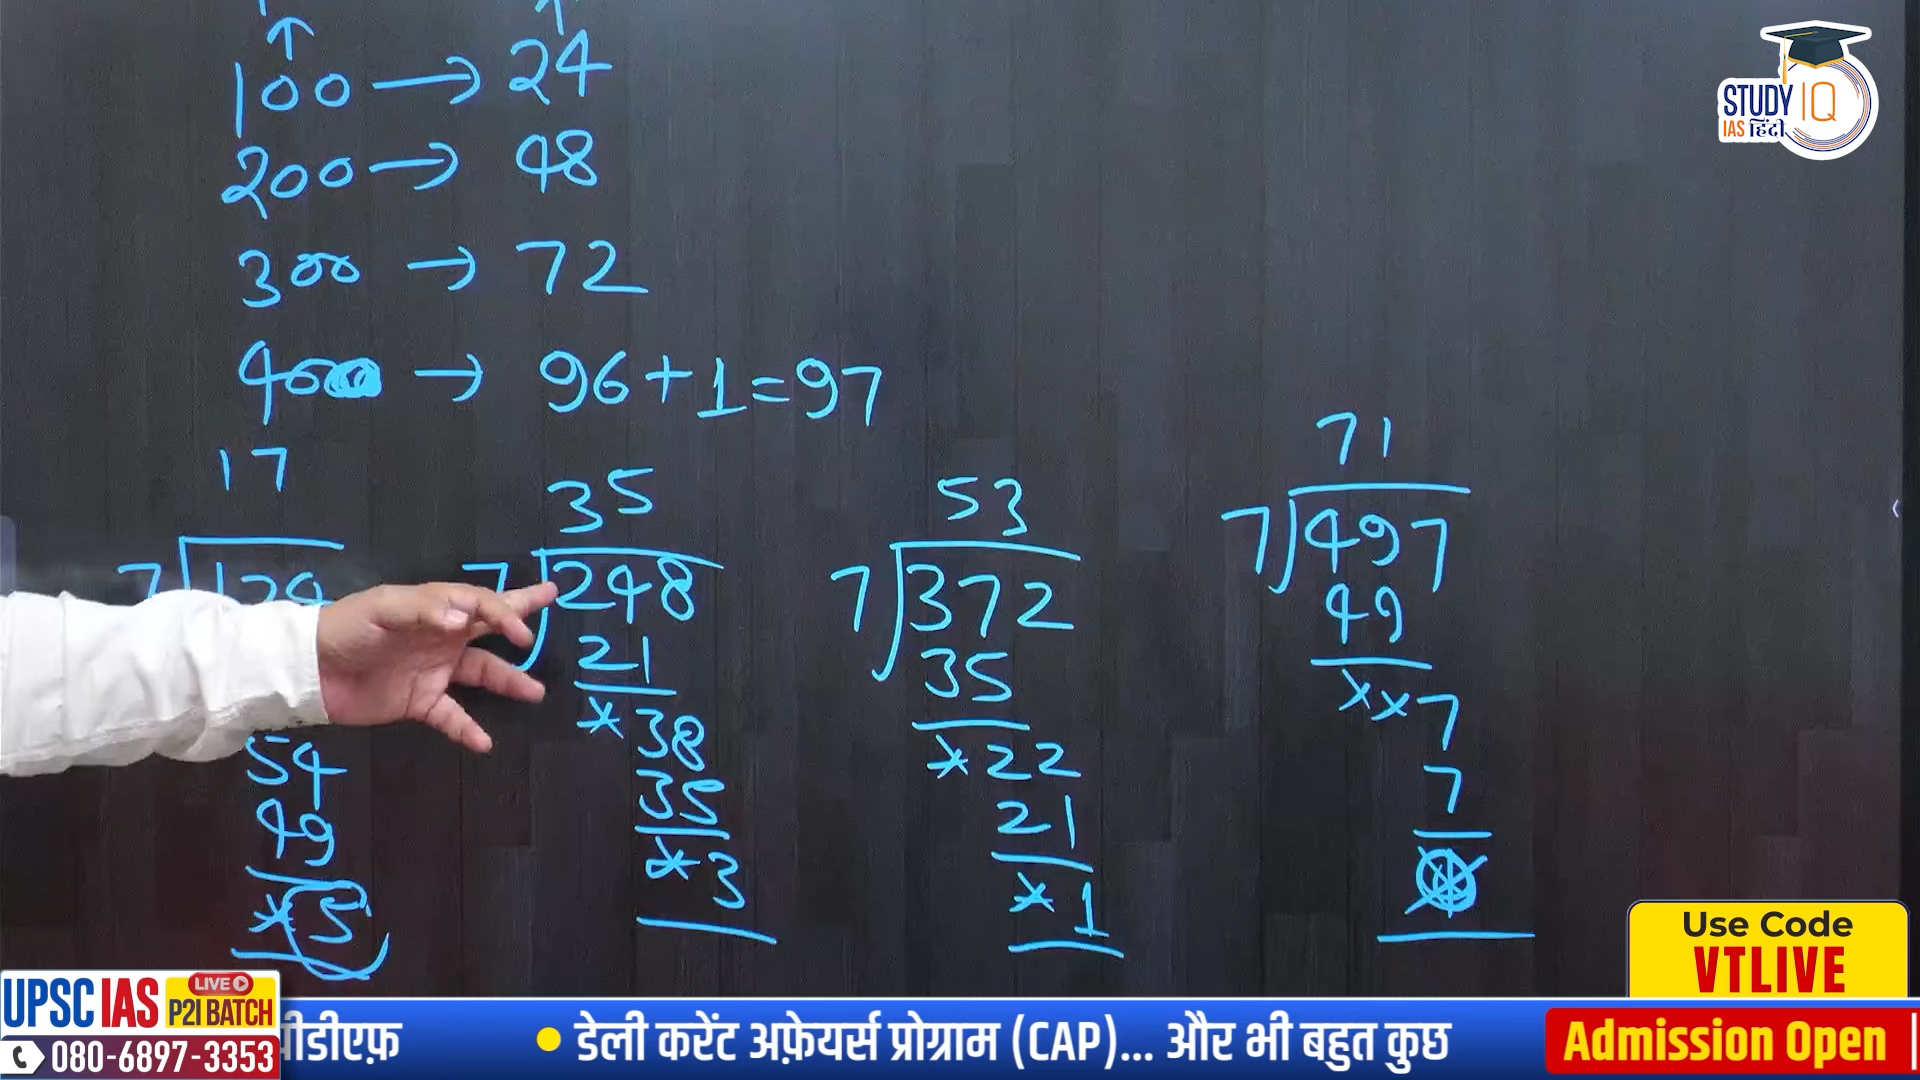 100 → 24
200 → 48
300 → 72
400 → 96+1=97
17
35
53
71
7
248
21
38
35
3
7
372
35
22
21
1
7
497
49
7
7
54
49
5
STUDY IQ
IAS हिंदी
Use Code
VTLIVE
UPSC IAS LIVE
P2I BATCH
080-6897-3353
पीडीएफ़ • डेली करेंट अफ़ेयर्स प्रोग्राम (CAP)... और भी बहुत कुछ
Admission Open